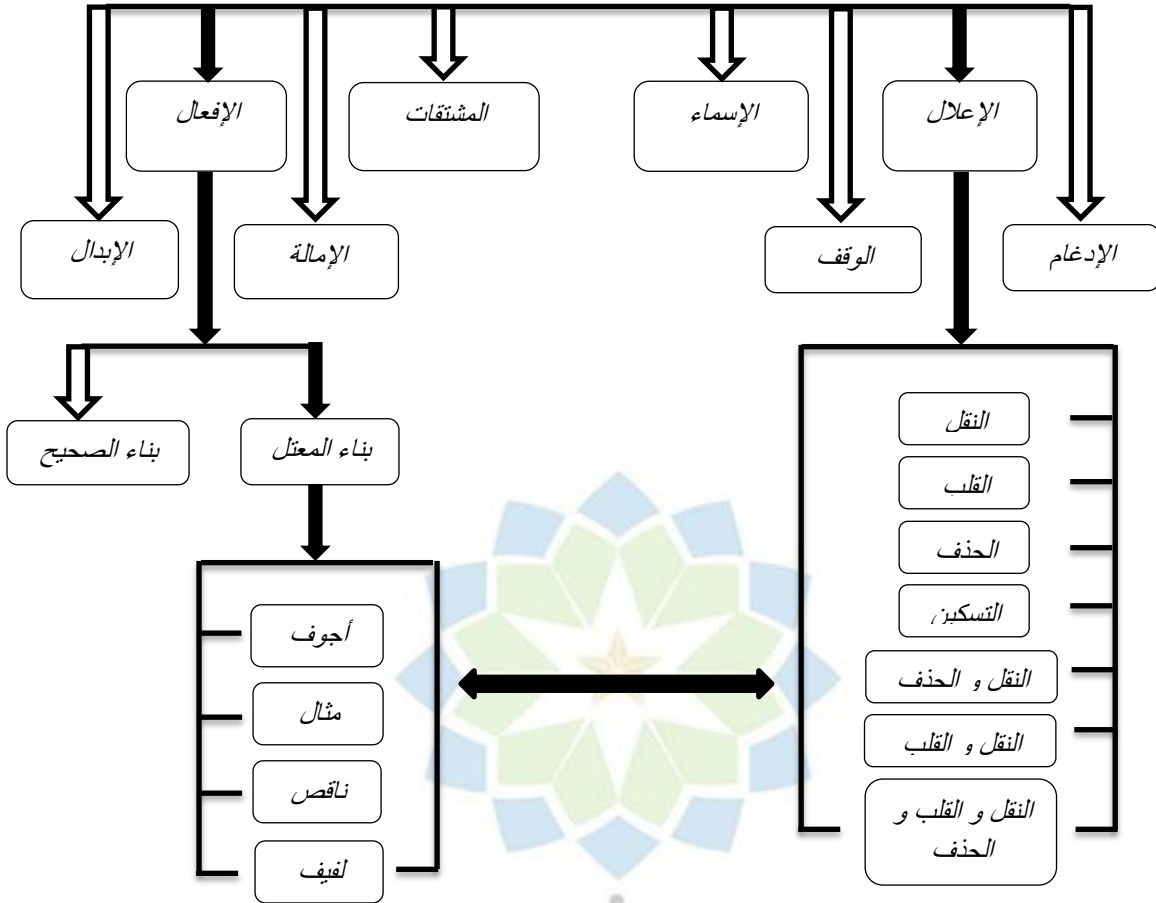 الإعلال
الإسماء
المشتقات
الإفعال
الإدغام
الوقف
الإمالة
الإبدال
النقل
القلب
الحذف
التسكين
النقل و الحذف
النقل و القلب
النقل و القلب و
الحذف
بناء المعتل
بناء الصحيح
أجوف
مثال
ناقص
لفيف